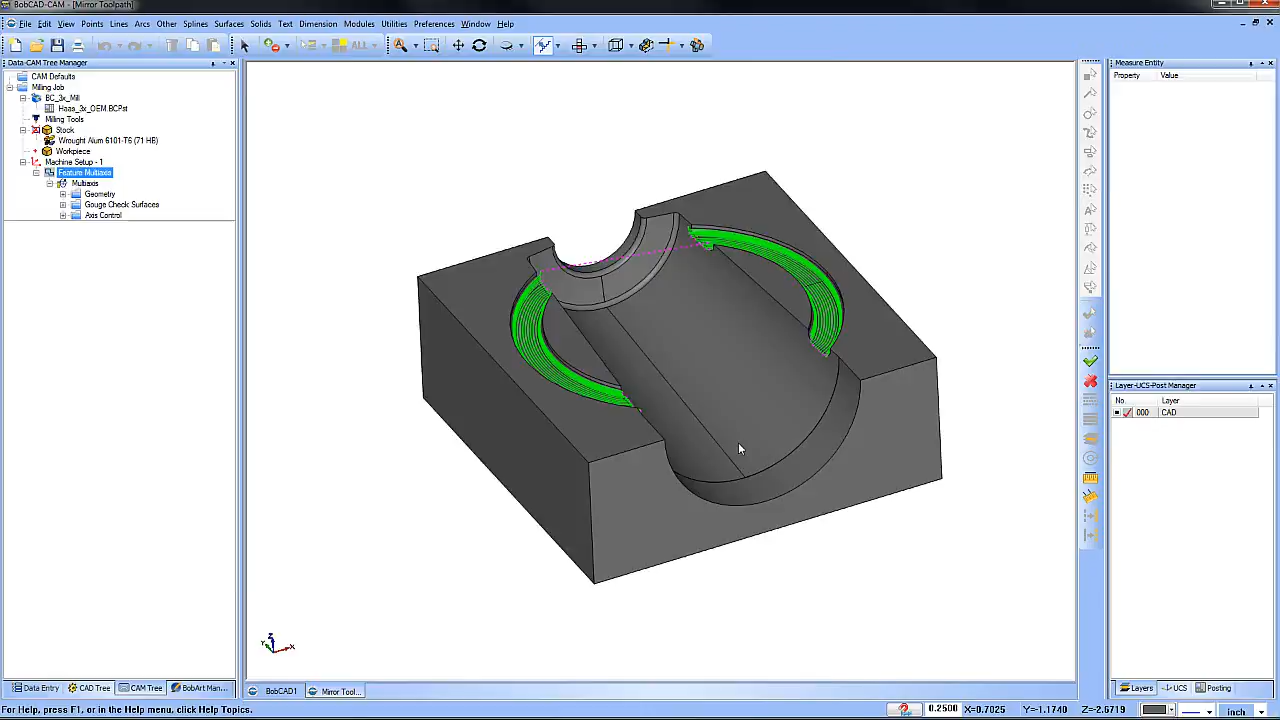 BobCAD-CAM - [Mirror Toolpath]
File Edit View Points Lines Arcs Other Splines Surfaces Solids Text Dimension Modules Utilities Preferences Window Help
ALL
Data-CAM Tree Manager
CAM Defaults
Milling Job
BC_3x_Mill
Haas_3x_OEM.BCPst
Milling Tools
Stock
Wrought Alum 6101-T6 (71 HB)
Workpiece
Machine Setup - 1
Feature Multiaxis
Multiaxis
Geometry
Gouge Check Surfaces
Axis Control
Measure Entity
Property Value
Layer-UCS-Post Manager
No. Layer
000 CAD
Z
Y
X
Data Entry CAD Tree CAM Tree BobArt Man...
BobCAD1 Mirror Tool...
Layers UCS Posting
For Help, press F1, or in the Help menu, click Help Topics.
0.2500 X=0.7025 Y=-1.1740 Z=-2.6719 inch